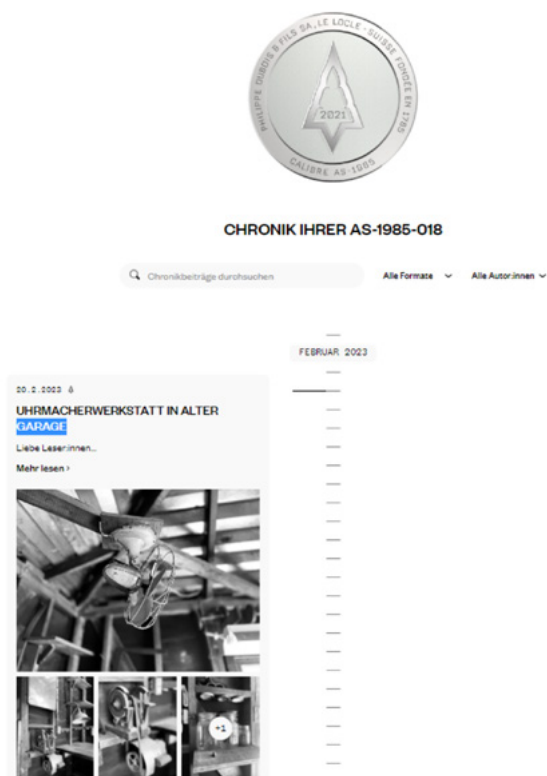 PHILIPPE DUBOIS & FILS SA, LE LOCLE - SUISSE FONDÉE EN 1785
2021
CALIBRE AS-1985
CHRONIK IHRER AS-1985-018
Chronikbeiträge durchsuchen
Alle Formate
Alle Autor:innen
FEBRUAR 2023
20.2.2023
UHRMACHERWERKSTATT IN ALTER
GARAGE
Liebe Leser:innen...
Mehr lesen ›
+1